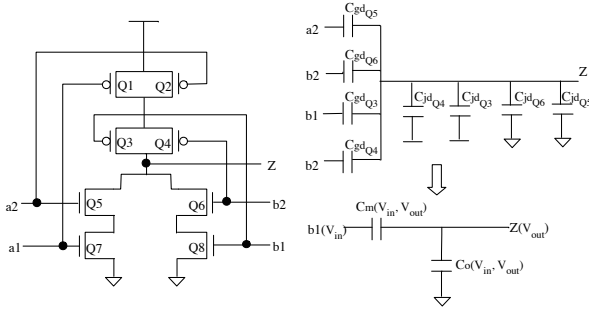 Q1
Q2
Q3
Q4
Z
a2
Q5
Q6
b2
a1
Q7
Q8
b1
CgdQ5
a2
CgdQ6
b2
Z
CgdQ3
b1
CjdQ4
CjdQ3
CjdQ6
CjdQ5
CgdQ4
b2
Cm(Vin, Vout)
b1(Vin)
Z(Vout)
Co(Vin, Vout)